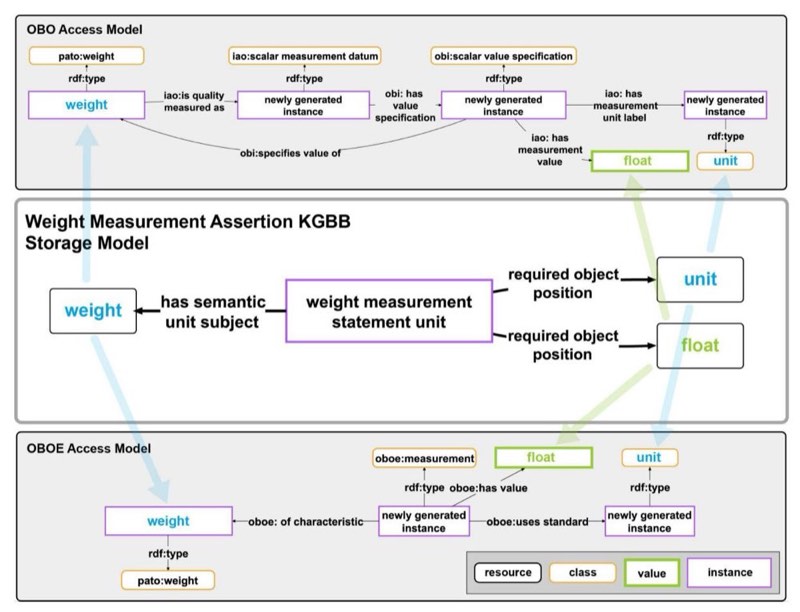 OBO Access Model
pato:weight
iao:scalar measurement datum
obi:scalar value specification
rdf:type
rdf:type
rdf:type
weight
iao:is quality
measured as
newly generated
instance
obi: has
value
specification
newly generated
instance
iao: has
measurement
unit label
newly generated
instance
obi:specifies value of
iao: has
measurement
value
rdf:type
float
unit
Weight Measurement Assertion KGBB
Storage Model
weight
has semantic
unit subject
weight measurement
statement unit
required object
position
unit
required object
position
float
OBOE Access Model
oboe:measurement
float
unit
rdf:type
oboe:has value
rdf:type
weight
oboe: of characteristic
newly generated
instance
oboe:uses standard
newly generated
instance
rdf:type
pato:weight
resource
class
value
instance